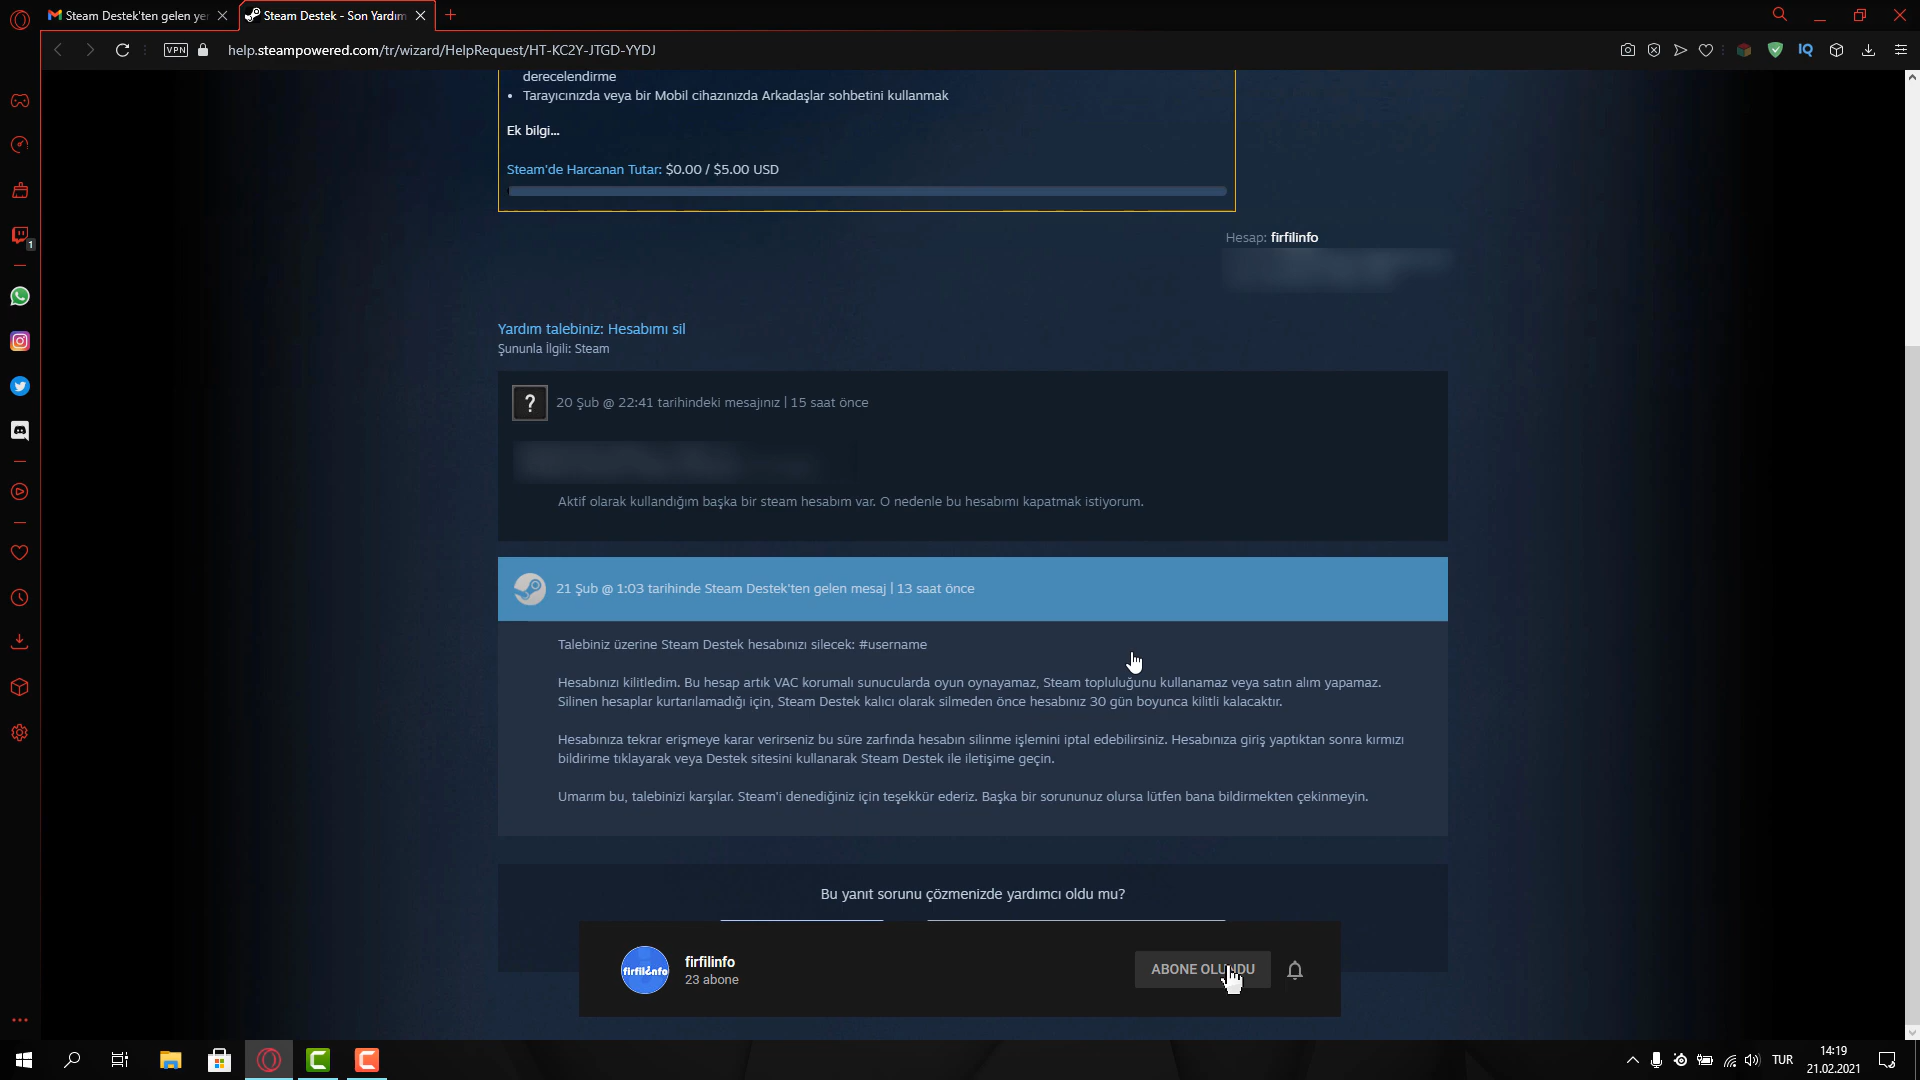 Steam Destek'ten gelen ye
Steam Destek - Son Yardım
VPN
help.steampowered.com/tr/wizard/HelpRequest/HT-KC2Y-JTGD-YYDJ
IQ
derecelendirme
• Tarayıcınızda veya bir Mobil cihazınızda Arkadaşlar sohbetini kullanmak
Ek bilgi...
Steam'de Harcanan Tutar: $0.00 / $5.00 USD
1
Hesap: firfilinfo
Yardım talebiniz: Hesabımı sil
Şununla İlgili: Steam
?
20 Şub @ 22:41 tarihindeki mesajınız | 15 saat önce
Aktif olarak kullandığım başka bir steam hesabım var. O nedenle bu hesabımı kapatmak istiyorum.
21 Şub @ 1:03 tarihinde Steam Destek'ten gelen mesaj | 13 saat önce
Talebiniz üzerine Steam Destek hesabınızı silecek: #username
Hesabınızı kilitledim. Bu hesap artık VAC korumalı sunucularda oyun oynayamaz, Steam topluluğunu kullanamaz veya satın alım yapamaz.
Silinen hesaplar kurtarılamadığı için, Steam Destek kalıcı olarak silmeden önce hesabınız 30 gün boyunca kilitli kalacaktır.
Hesabınıza tekrar erişmeye karar verirseniz bu süre zarfında hesabın silinme işlemini iptal edebilirsiniz. Hesabınıza giriş yaptıktan sonra kırmızı
bildirime tıklayarak veya Destek sitesini kullanarak Steam Destek ile iletişime geçin.
Umarım bu, talebinizi karşılar. Steam'i denediğiniz için teşekkür ederiz. Başka bir sorununuz olursa lütfen bana bildirmekten çekinmeyin.
Bu yanıt sorunu çözmenizde yardımcı oldu mu?
firfilinfo
firfilinfo
23 abone
ABONE OLUNDU
TUR
14:19
21.02.2021